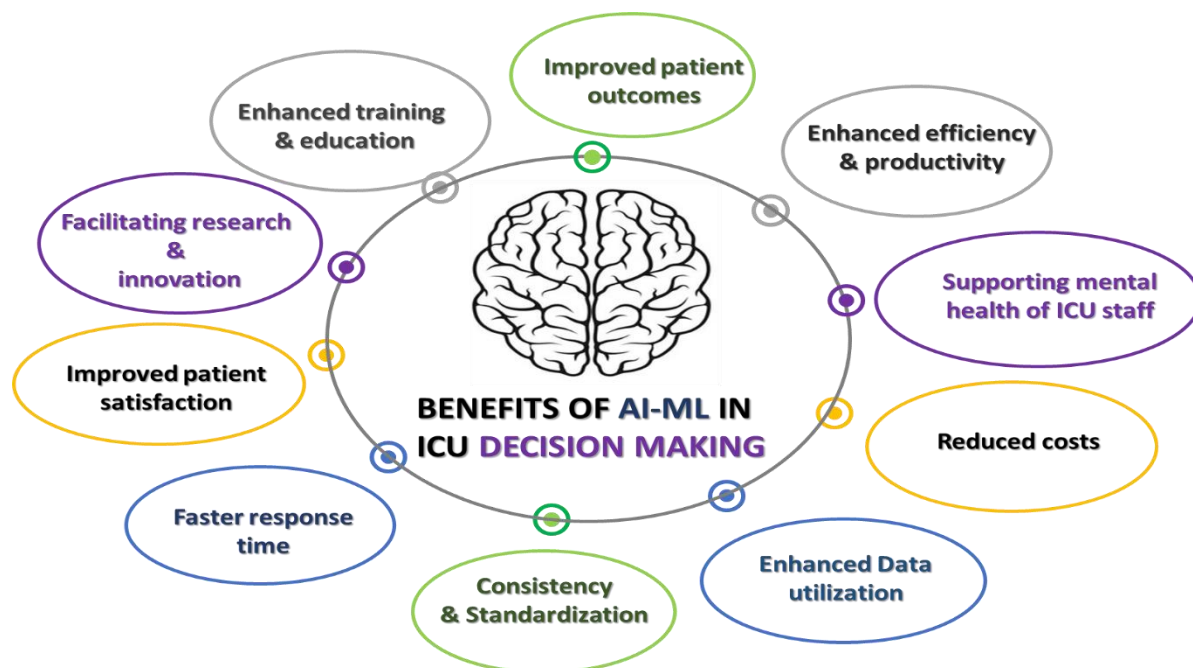 Improved patient
outcomes
Enhanced efficiency
& productivity
Supporting mental
health of ICU staff
Reduced costs
Enhanced Data
utilization
Consistency
& Standardization
Faster response
time
Improved patient
satisfaction
Facilitating research
&
innovation
Enhanced training
& education
BENEFITS OF AI-ML IN
ICU DECISION MAKING